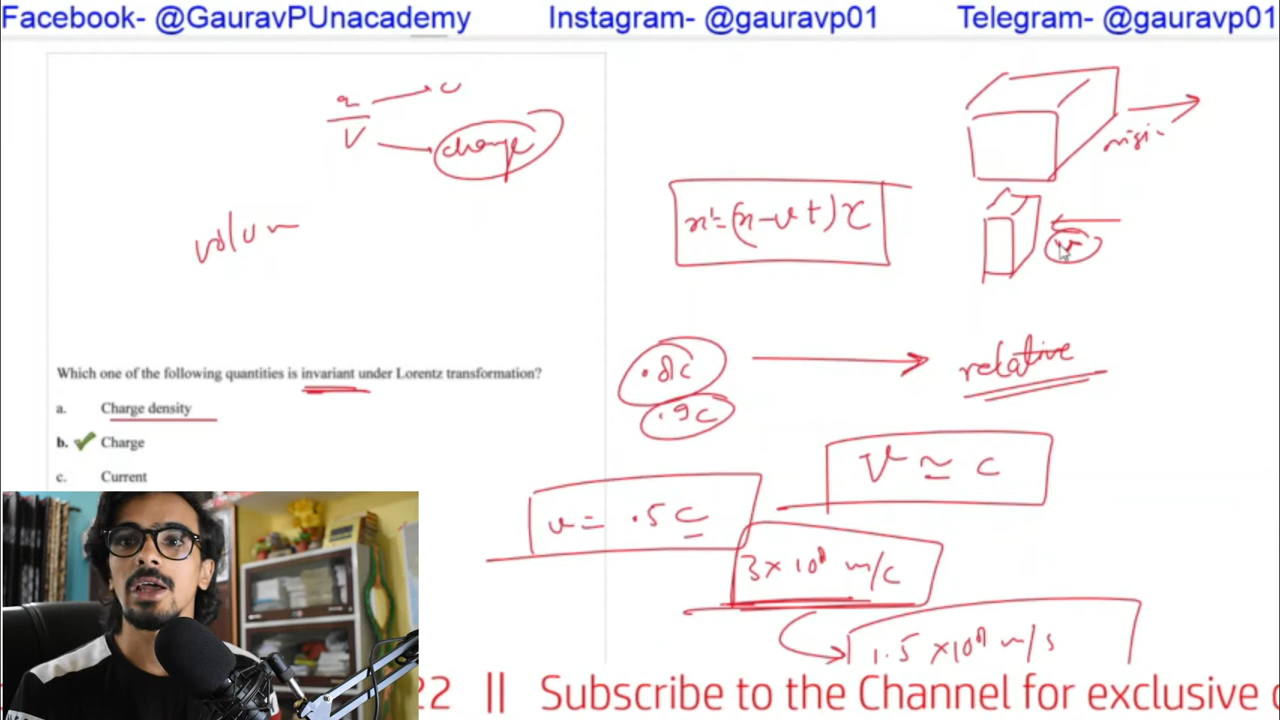 Facebook- @GauravPUnacademy Instagram- @gauravp01 Telegram- @gauravp01
V change
volum
x'=(x-vt)γ
v
Which one of the following quantities is invariant under Lorentz transformation?
a. Charge density
b. Charge
c. Current
.8c
.9c
relative
V ≃ c
v = .5c
3×10⁸ m/c
1.5 ×10⁸ m/s
22 || Subscribe to the Channel for exclusive